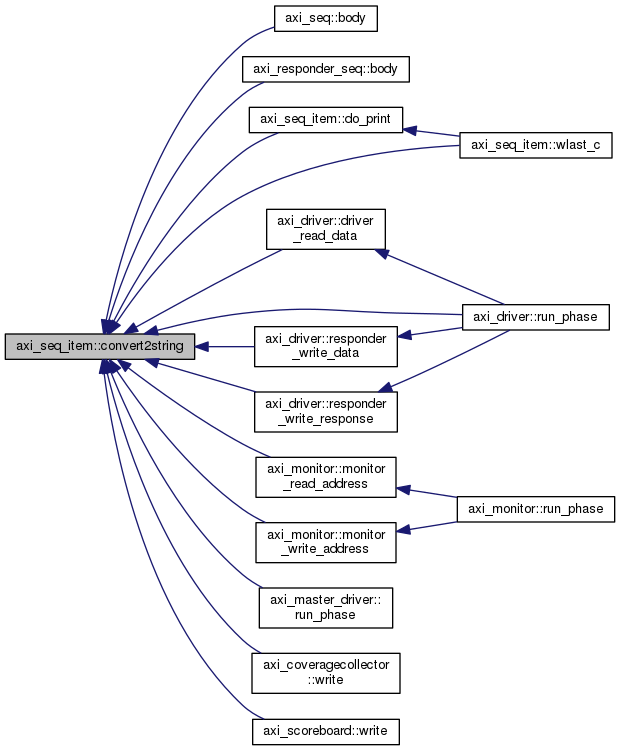 axi_seq::body
axi_responder_seq::body
axi_seq_item::do_print
axi_seq_item::wlast_c
axi_driver::driver
_read_data
axi_driver::run_phase
axi_seq_item::convert2string
axi_driver::responder
_write_data
axi_driver::responder
_write_response
axi_monitor::monitor
_read_address
axi_monitor::run_phase
axi_monitor::monitor
_write_address
axi_master_driver::
run_phase
axi_coveragecollector
::write
axi_scoreboard::write